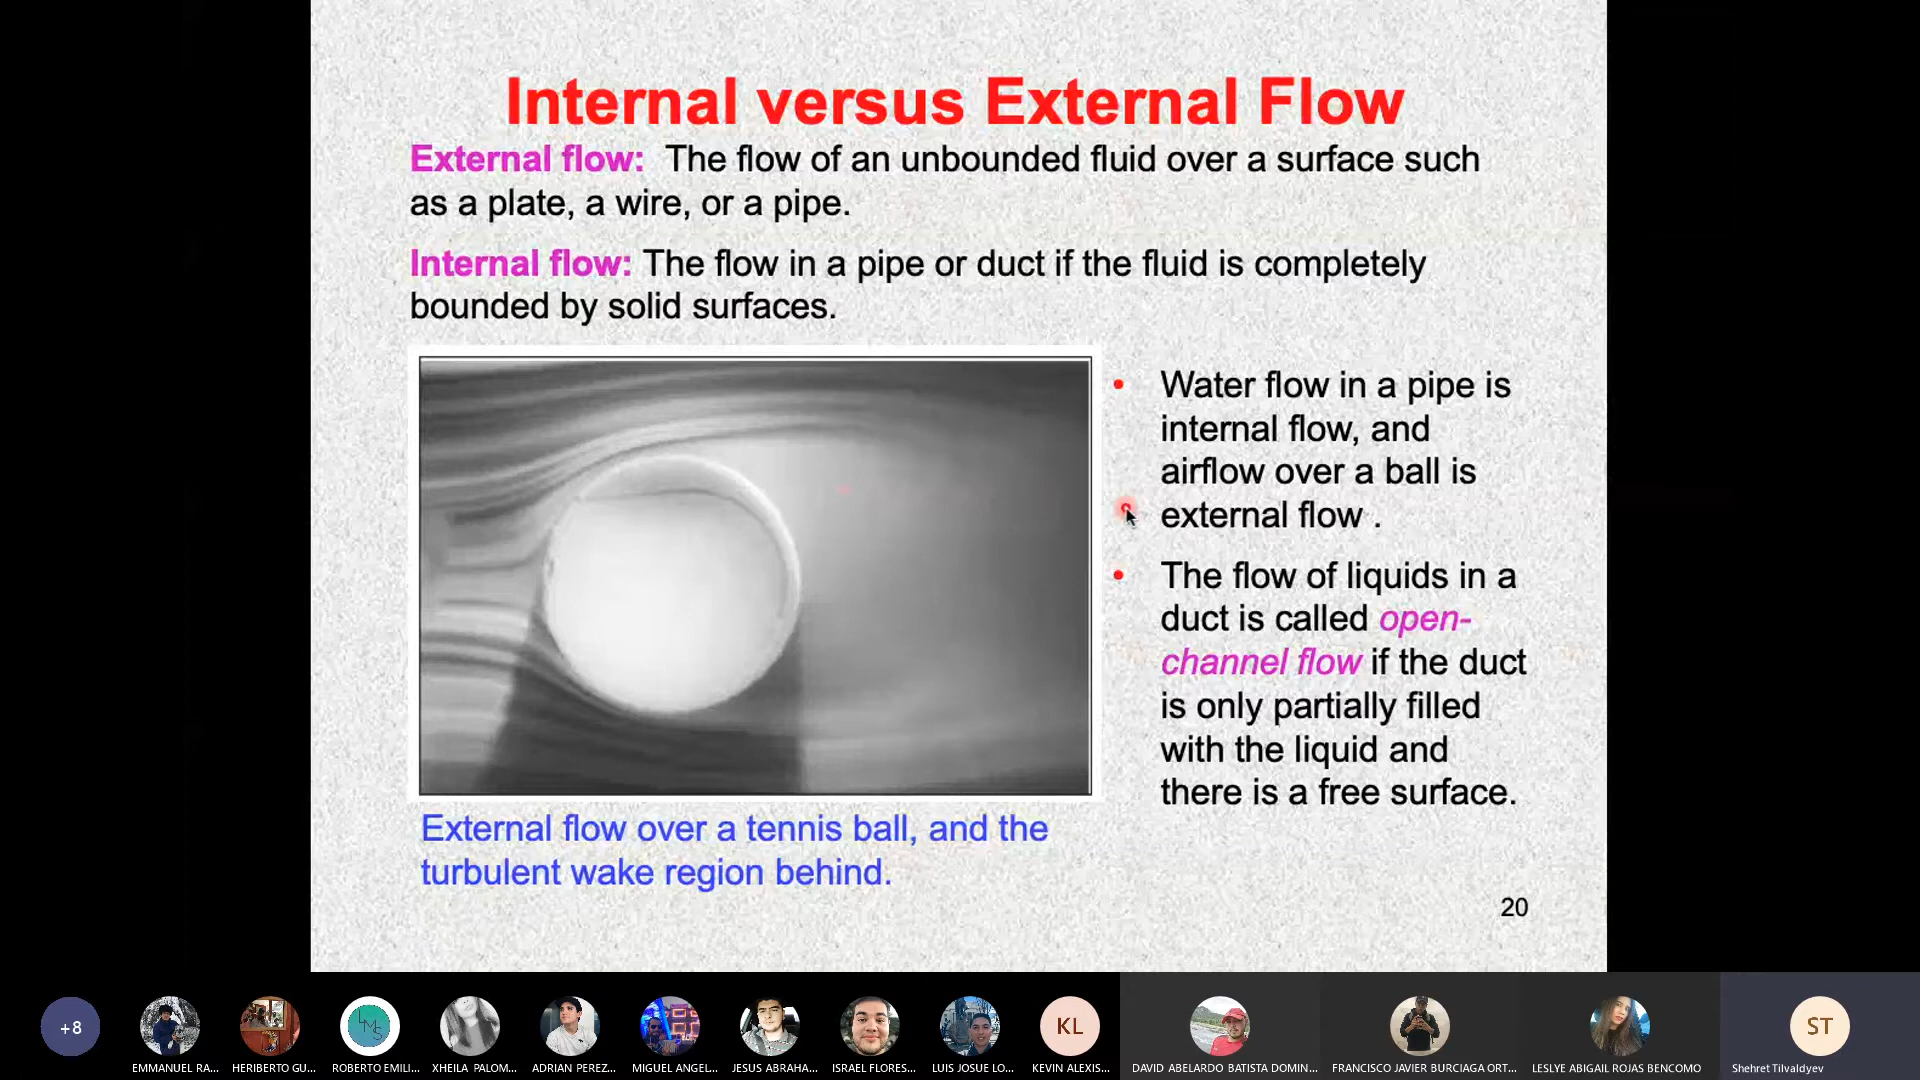 Internal versus External Flow
External flow: The flow of an unbounded fluid over a surface such
as a plate, a wire, or a pipe.
Internal flow: The flow in a pipe or duct if the fluid is completely
bounded by solid surfaces.
• Water flow in a pipe is
internal flow, and
airflow over a ball is
external flow .
• The flow of liquids in a
duct is called open-
channel flow if the duct
is only partially filled
with the liquid and
there is a free surface.
External flow over a tennis ball, and the
turbulent wake region behind.
20
+8
LMS
KL
ST
EMMUEL RA...
HERIBERTO GU...
ROBERTO EMILI...
XHEILA PALOM...
ADRIAN PEREZ...
MIGUEL ANGEL...
JESUS ABRAHA...
ISRAEL FLORES...
LUIS JOSUE LO...
KEVIN ALEXIS...
DAVID ABELARDO BATISTA DOMIN...
FRANCISCO JAVIER BURCIAGA ORT...
LESLYE ABIGAIL ROJAS BENCOMO
Shehret Tilvaldyev